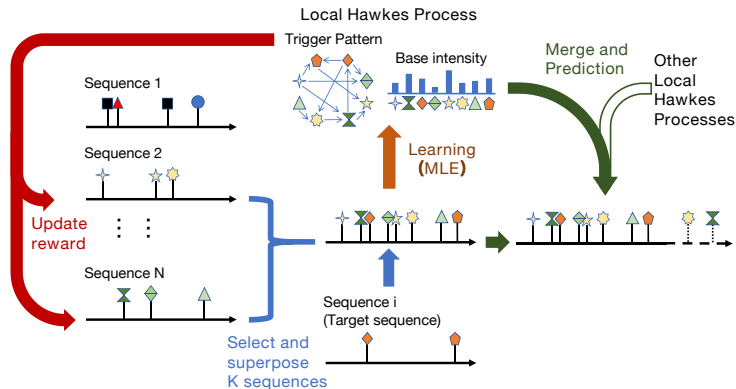 Local Hawkes Process
Trigger Pattern
Base intensity
Merge and
Prediction
Other
Local
Hawkes
Processes
Sequence 1
Sequence 2
Learning
(MLE)
Update
reward
Sequence N
Sequence i
(Target sequence)
Select and
superpose
K sequences